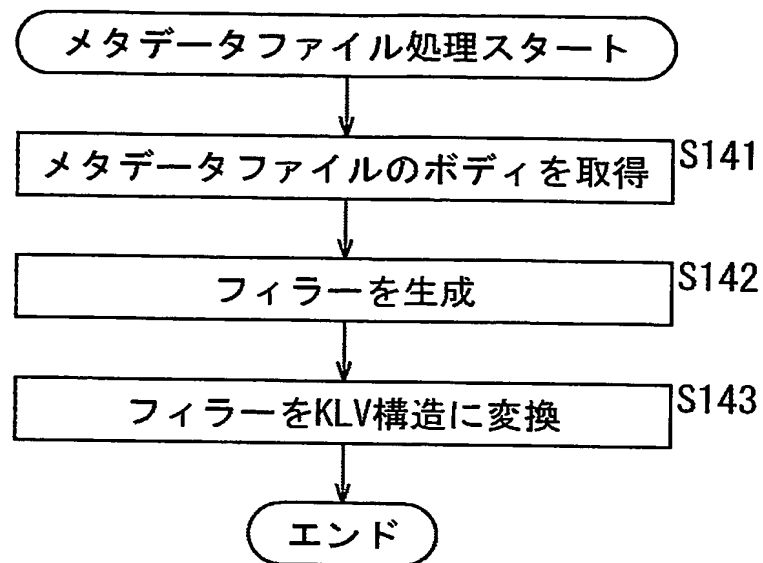 メタデータファイル処理スタート
メタデータファイルのボディを取得 S141
フィラーを生成 S142
フィラーをKLV構造に変換 S143
エンド